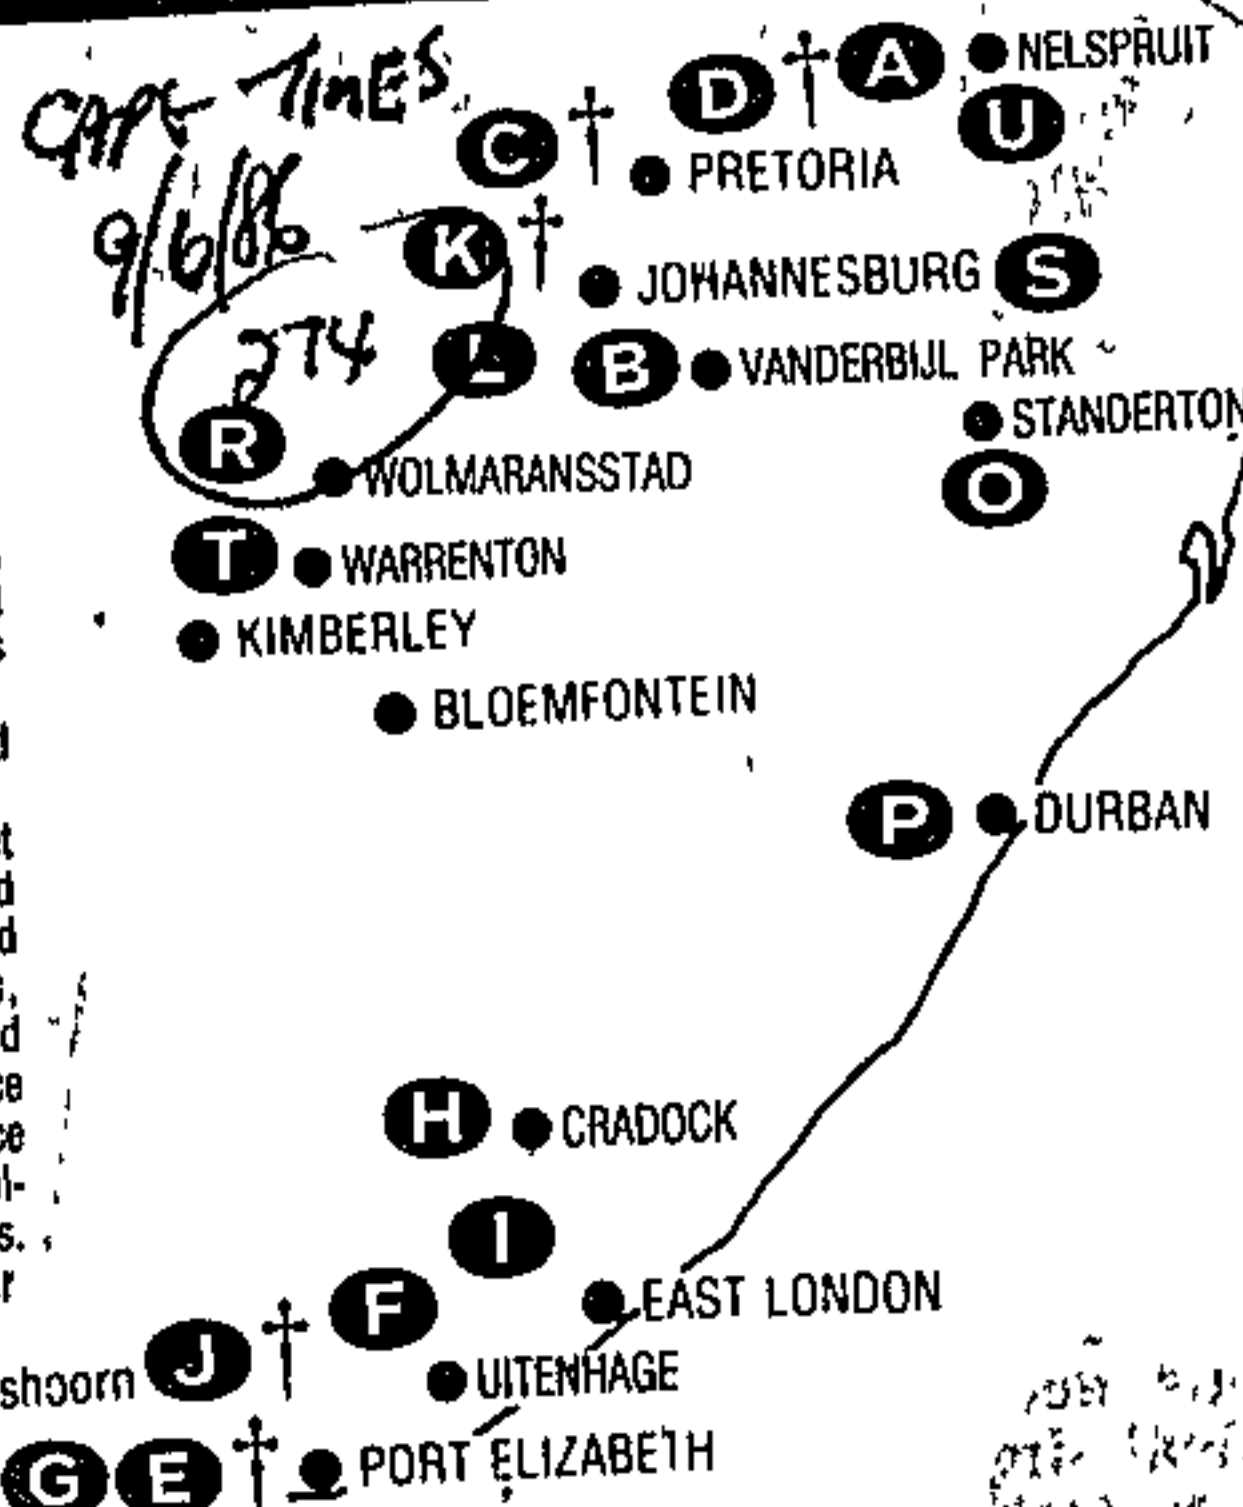 CAPE TIMES
9/6/86
274
D † A NELSPRUIT
U
C † PRETORIA
K † JOHANNESBURG S
L B VANDERBIJL PARK
STANDERTON
O
R WOLMARANSSTAD
T WARRENTON
KIMBERLEY
BLOEMFONTEIN
P DURBAN
H CRADOCK
I
F EAST LONDON
shoorn J †
UITENHAGE
G E † PORT ELIZABETH